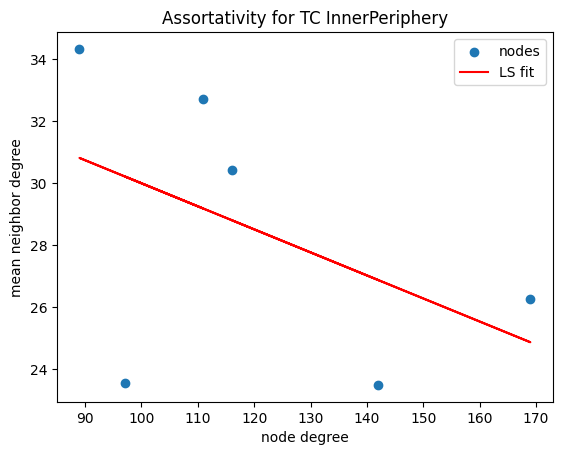 Assortativity for TC InnerPeriphery
nodes
LS fit
mean neighbor degree
34
32
30
28
26
24
90 100 110 120 130 140 150 160 170
node degree